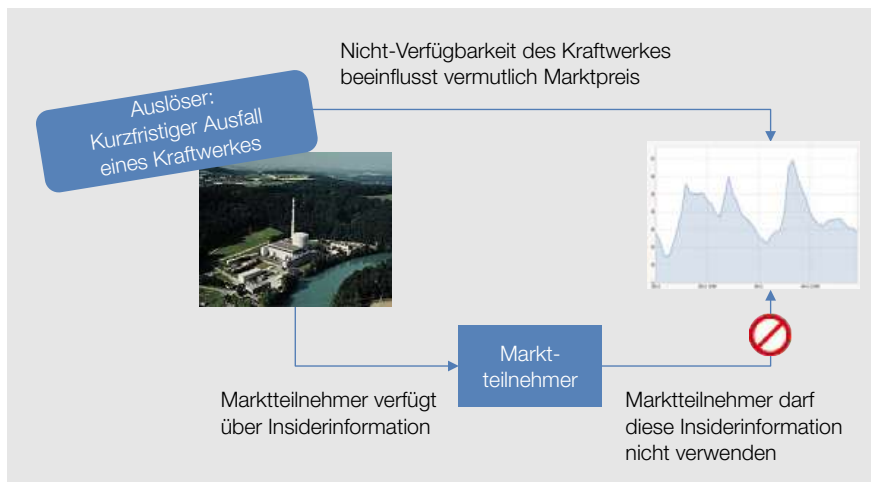 Nicht-Verfügbarkeit des Kraftwerkes
beeinflusst vermutlich Marktpreis
Auslöser:
Kurzfristiger Ausfall
eines Kraftwerkes
Markt-
teilnehmer
Marktteilnehmer verfügt
über Insiderinformation
Marktteilnehmer darf
diese Insiderinformation
nicht verwenden